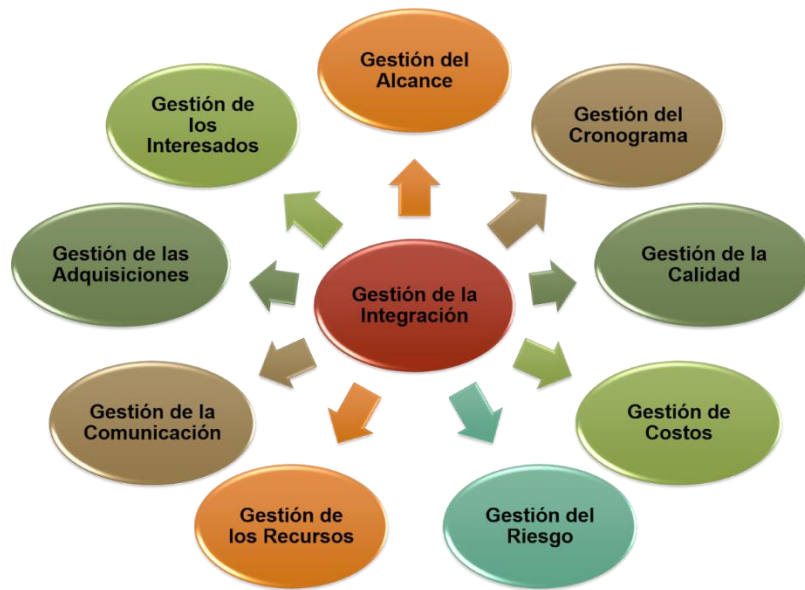 Gestión del
Alcance
Gestión del
Cronograma
Gestión de la
Calidad
Gestión de
Costos
Gestión del
Riesgo
Gestión de
los Recursos
Gestión de la
Comunicación
Gestión de las
Adquisiciones
Gestión de
los
Interesados
Gestión de la
Integración